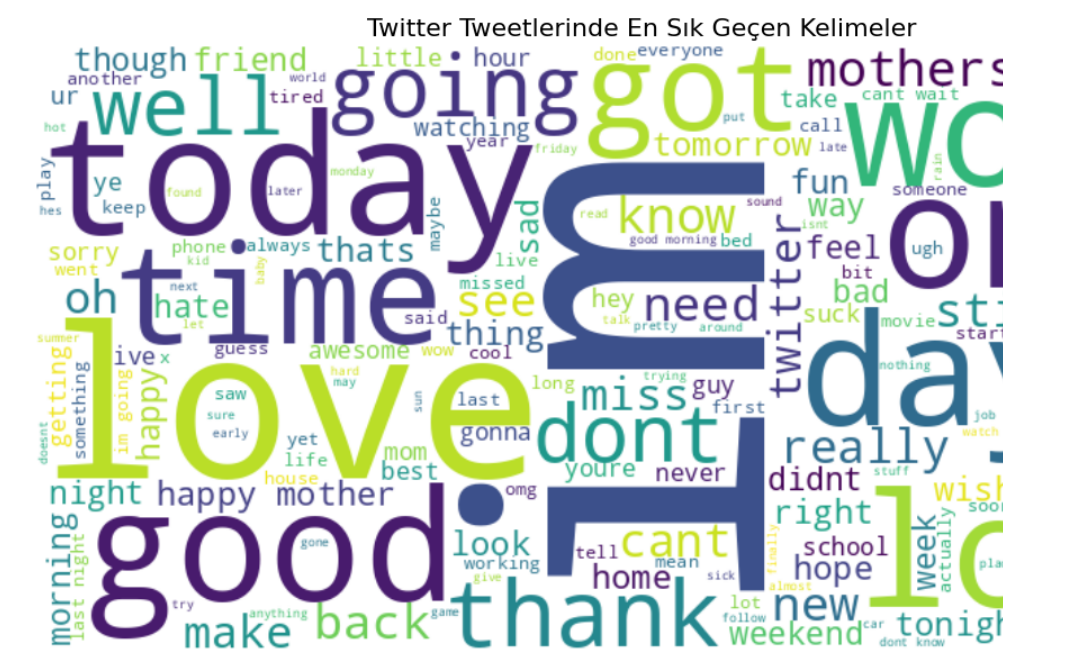 Twitter Tweetlerinde En Sık Geçen Kelimeler
though friend little hour done everyone mothers
another world ur well tired going got take cant wait
hot watching put call wo
today year friday tomorrow late rain
play ye found later monday know sound fun someone
hes keep maybe sad read good morning bed way isnt
sorry phone always thats live twitter feel ugh or
went kid baby time missed im bit
oh next hate let said see hey need bad sti
thing talk pretty around suck movie start
summer ive x guess awesome wow cool trying day nothing
getting something im going happy love saw hard may sun last long miss guy first job
doesnt sure early yet life mom gonna dont really watch
house best youre never didnt stuff
night happy mother omg wish
morning last night good gone look cant right lo soon
working tell mean finally school week actually plan
give home sick almost hope
try make anything back game thank lot new car tonigh
follow weekend dont know